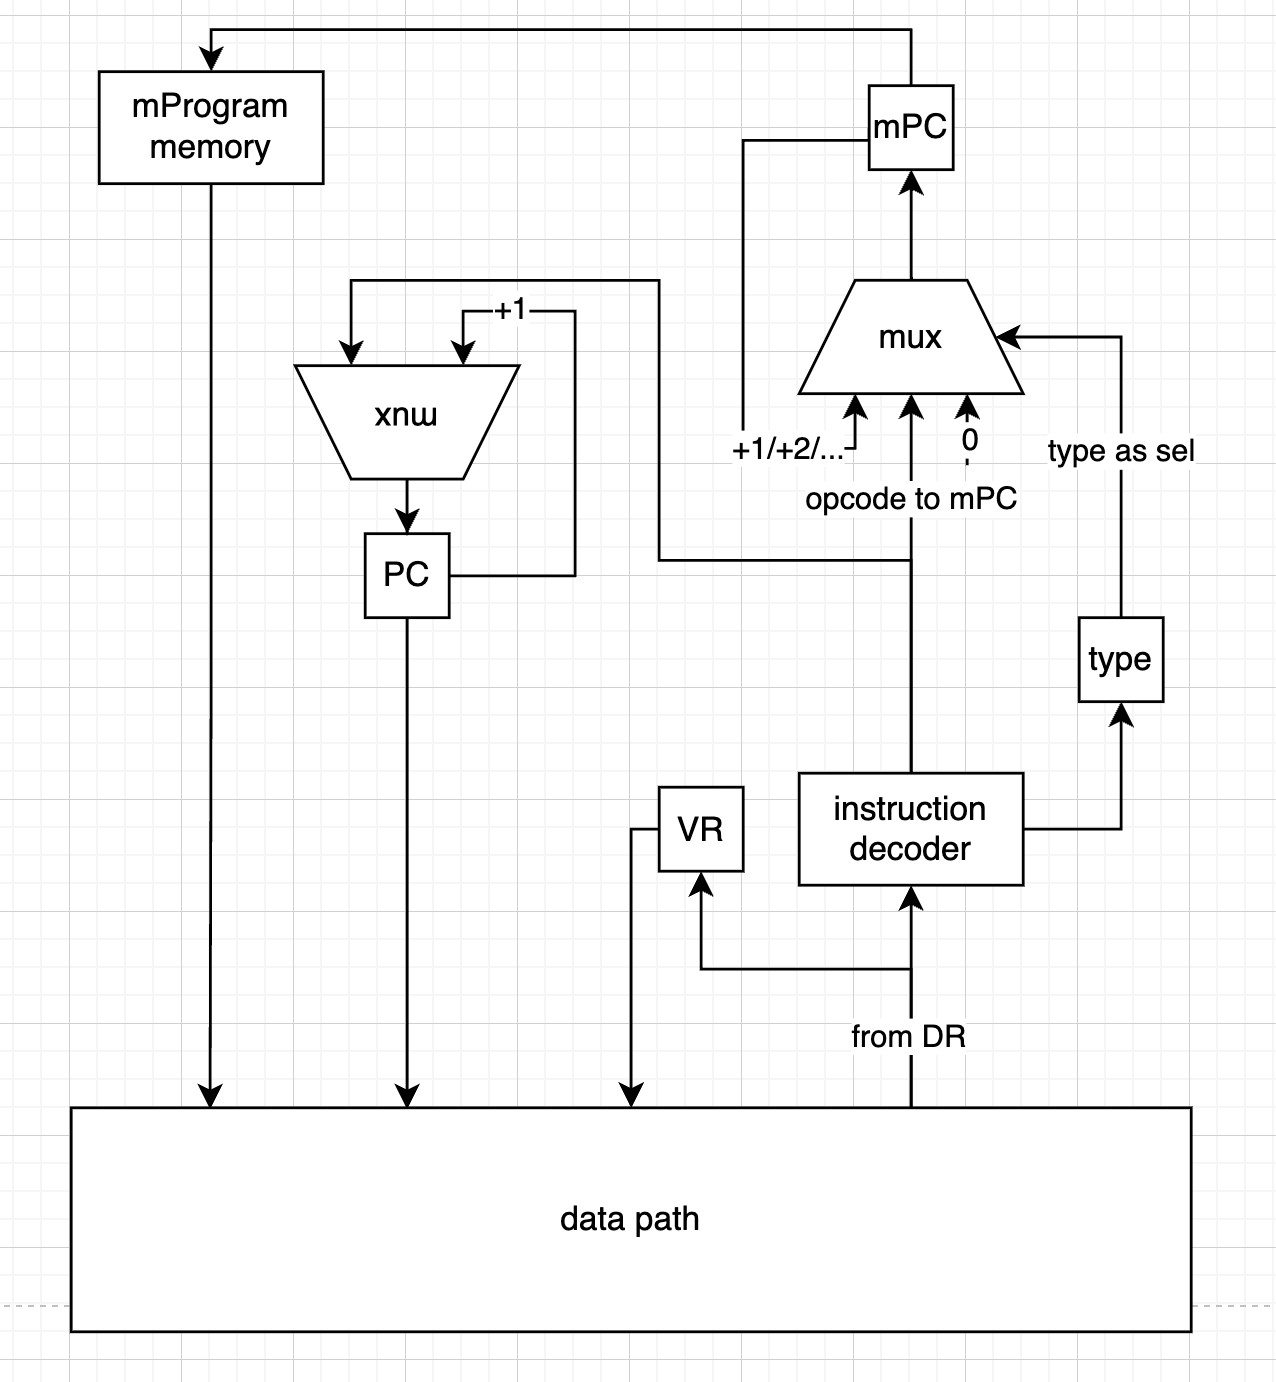 mProgram
memory
mPC
+1
mux
mux
+1/+2/...
0
type as sel
opcode to mPC
PC
type
VR
instruction
decoder
from DR
data path